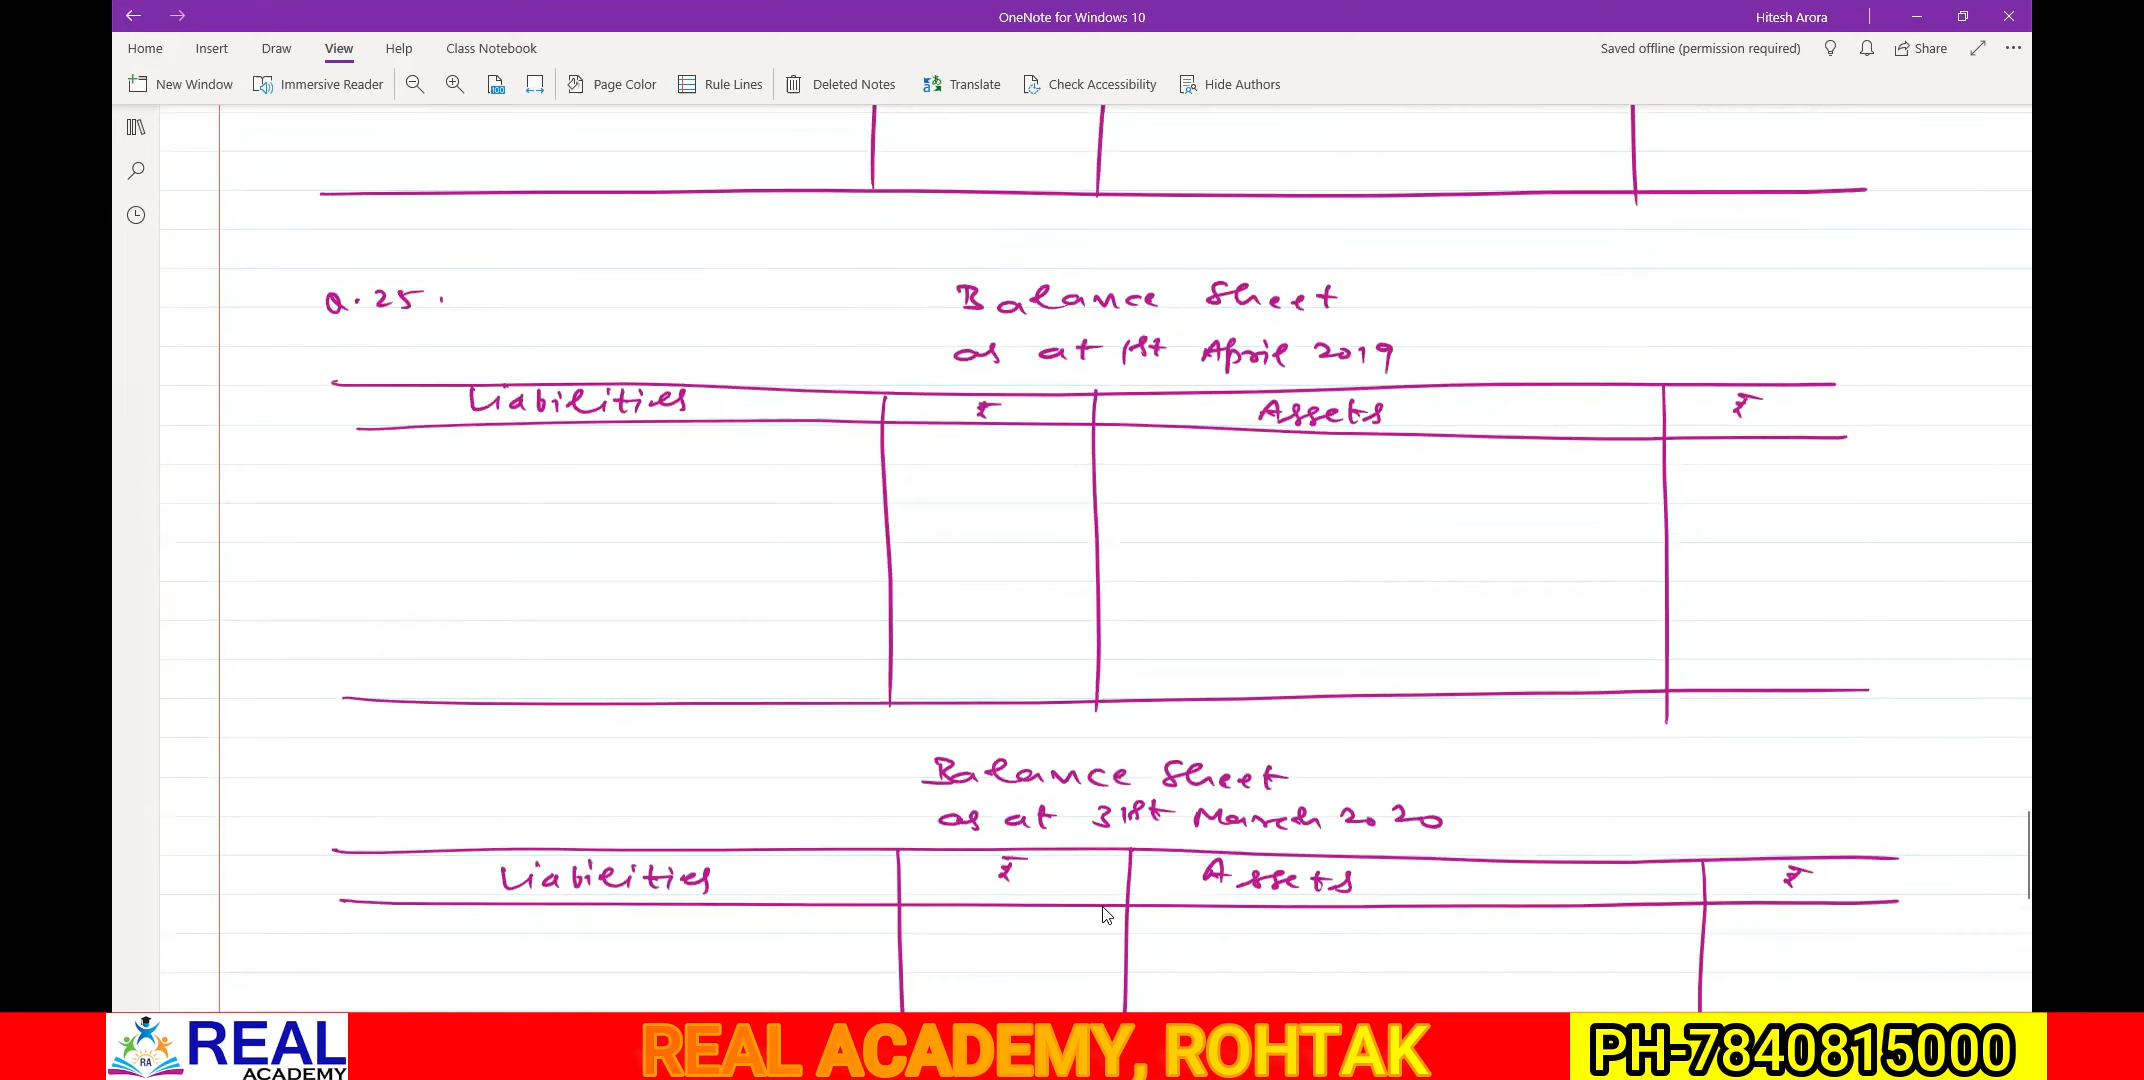 OneNote for Windows 10
Hitesh Arora
Home Insert Draw View Help Class Notebook
Saved offline (permission required) Share
New Window Immersive Reader 100 Page Color Rule Lines Deleted Notes Translate Check Accessibility Hide Authors
Q. 25. Balance Sheet
as at 1st April 2019
Liabilities ₹ Assets ₹
Balance Sheet
as at 31st March 2020
Liabilities ₹ Assets ₹
RA REAL ACADEMY
REAL ACADEMY, ROHTAK
PH-7840815000